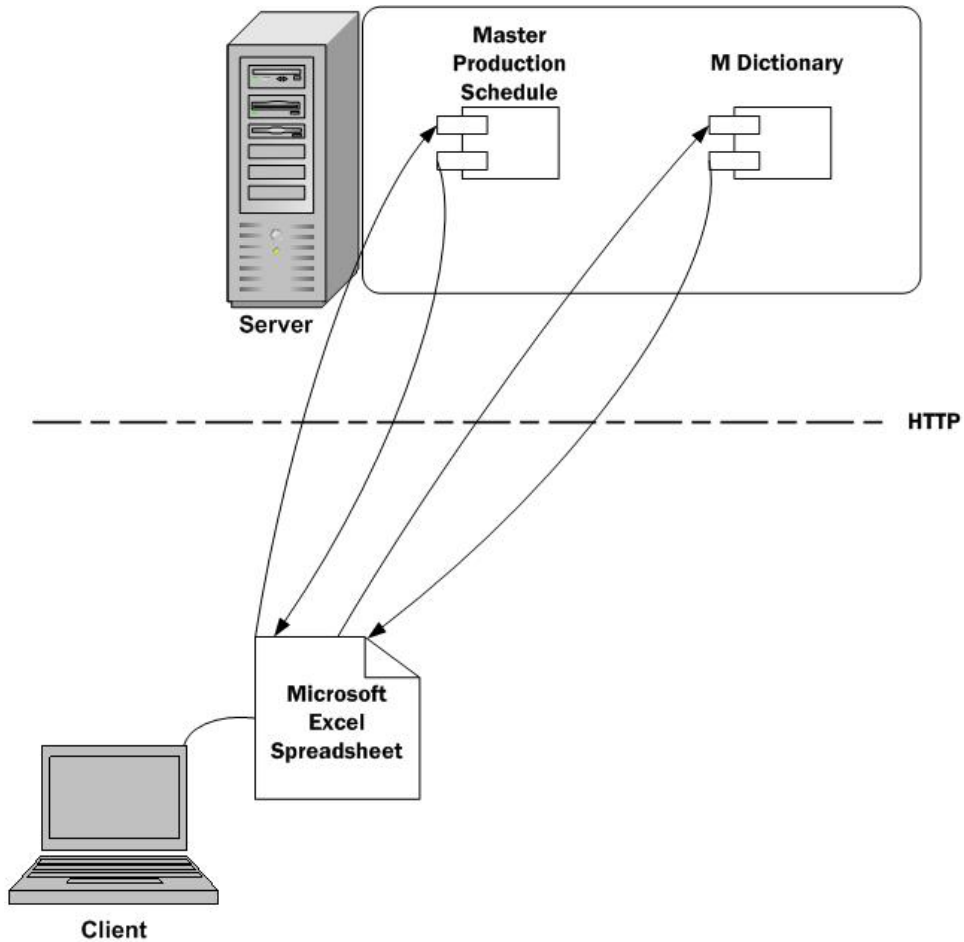 Master
Production
Schedule
M Dictionary
Server
HTTP
Microsoft
Excel
Spreadsheet
Client